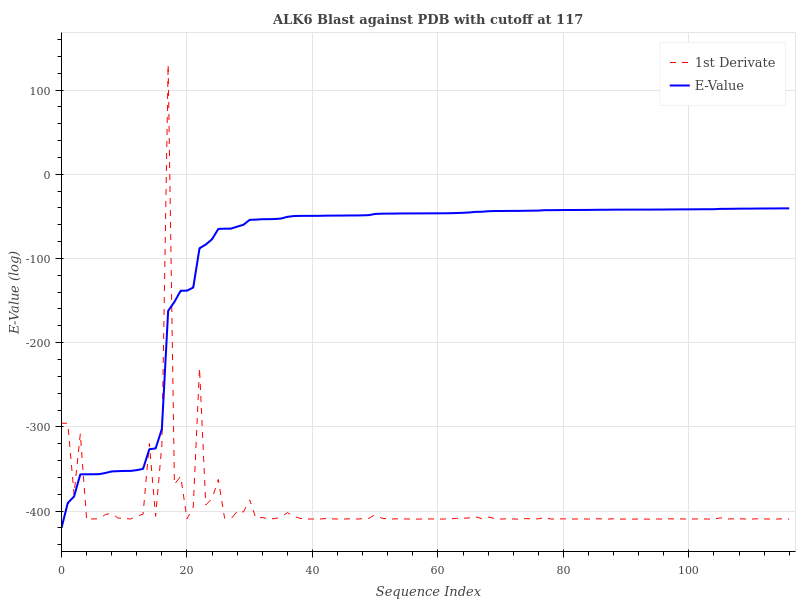 ALK6 Blast against PDB with cutoff at 117
1st Derivate
E-Value
100
0
-100
-200
-300
-400
E-Value (log)
0 20 40 60 80 100
Sequence Index